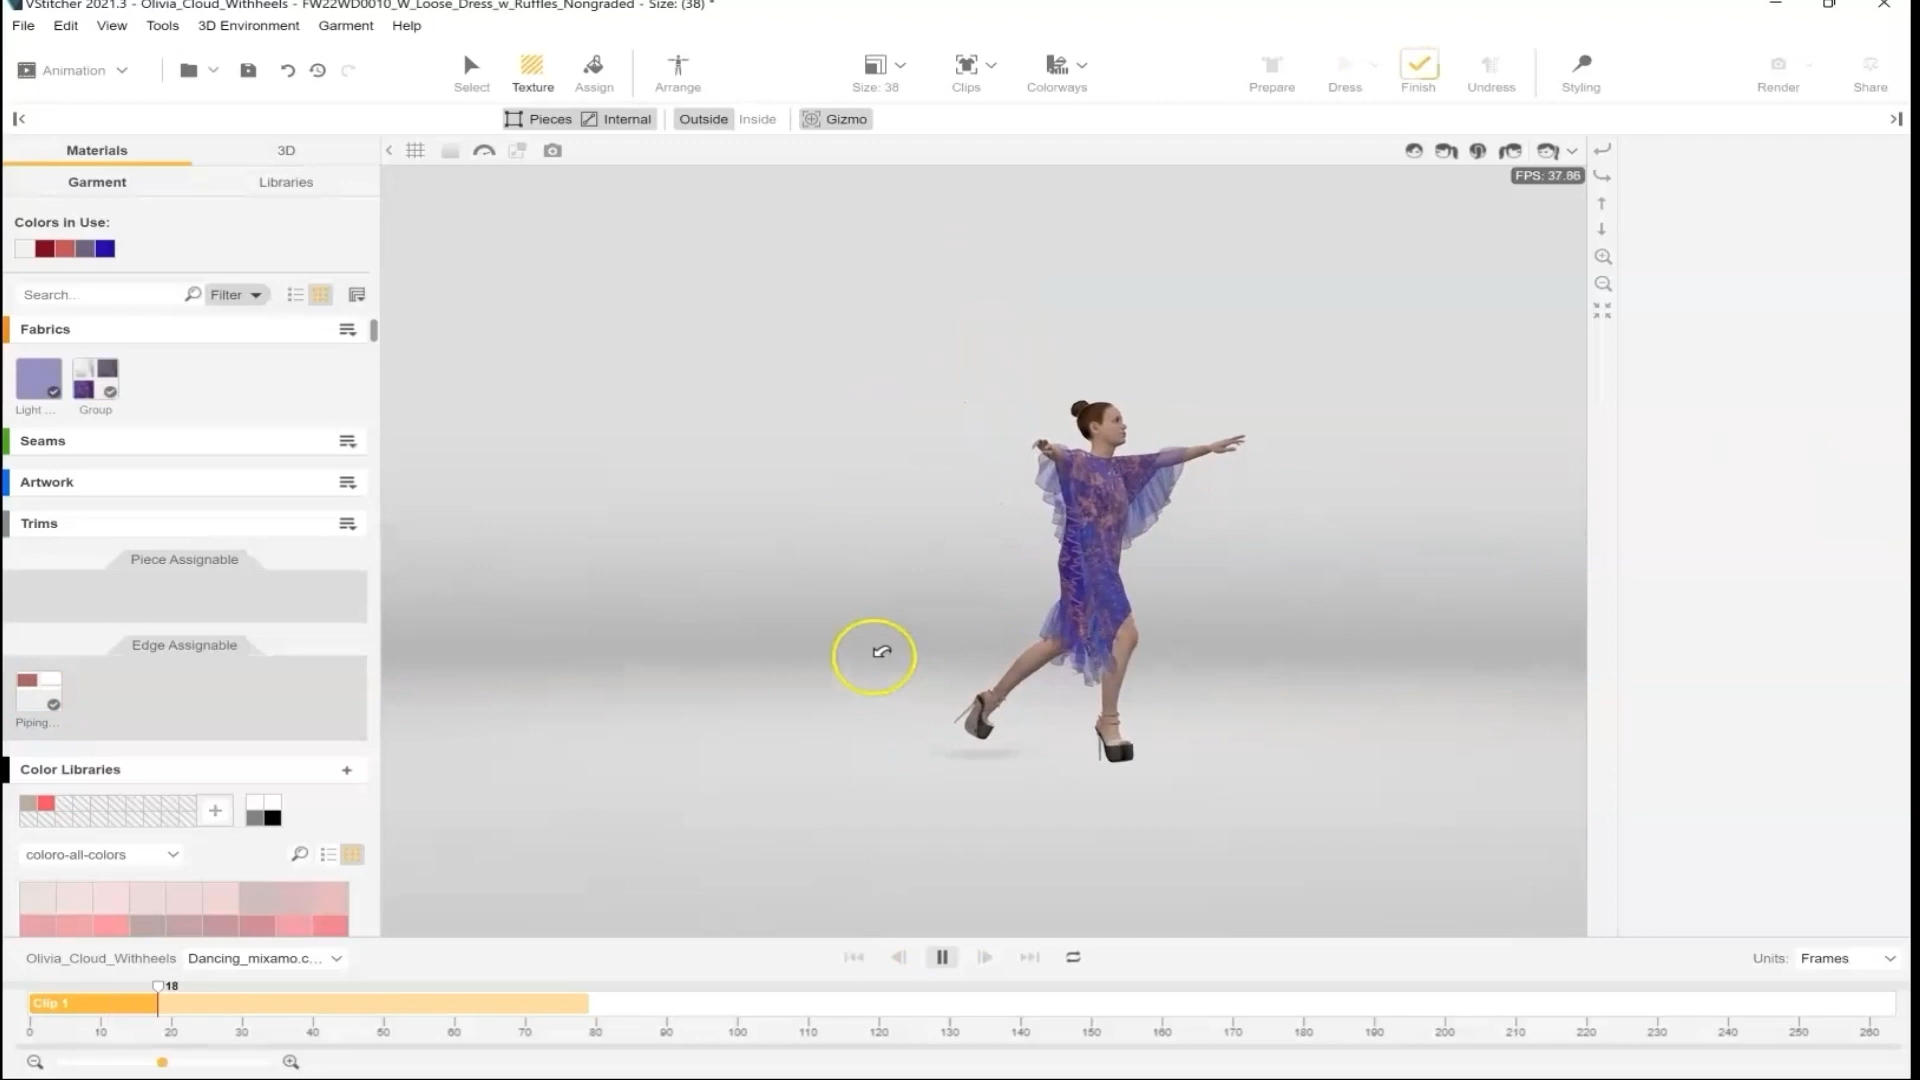 VStitcher 2021.3 - Olivia_Cloud_Withheels - FW22WD0010_W_Loose_Dress_w_Ruffles_Nongraded - Size: (38) *
File Edit View Tools 3D Environment Garment Help
Animation
Select Texture Assign Arrange Size: 38 Clips Colorways Prepare Dress Finish Undress Styling Render Share
Pieces Internal Outside Inside Gizmo
Materials 3D
Garment Libraries
FPS: 37.86
Colors in Use:
Search... Filter
Fabrics
Light ... Group
Seams
Artwork
Trims
Piece Assignable
Edge Assignable
Piping...
Color Libraries
coloro-all-colors
Olivia_Cloud_Withheels Dancing_mixamo.c... Units: Frames
18
Clip 1
0 10 20 30 40 50 60 70 80 90 100 110 120 130 140 150 160 170 180 190 200 210 220 230 240 250 260